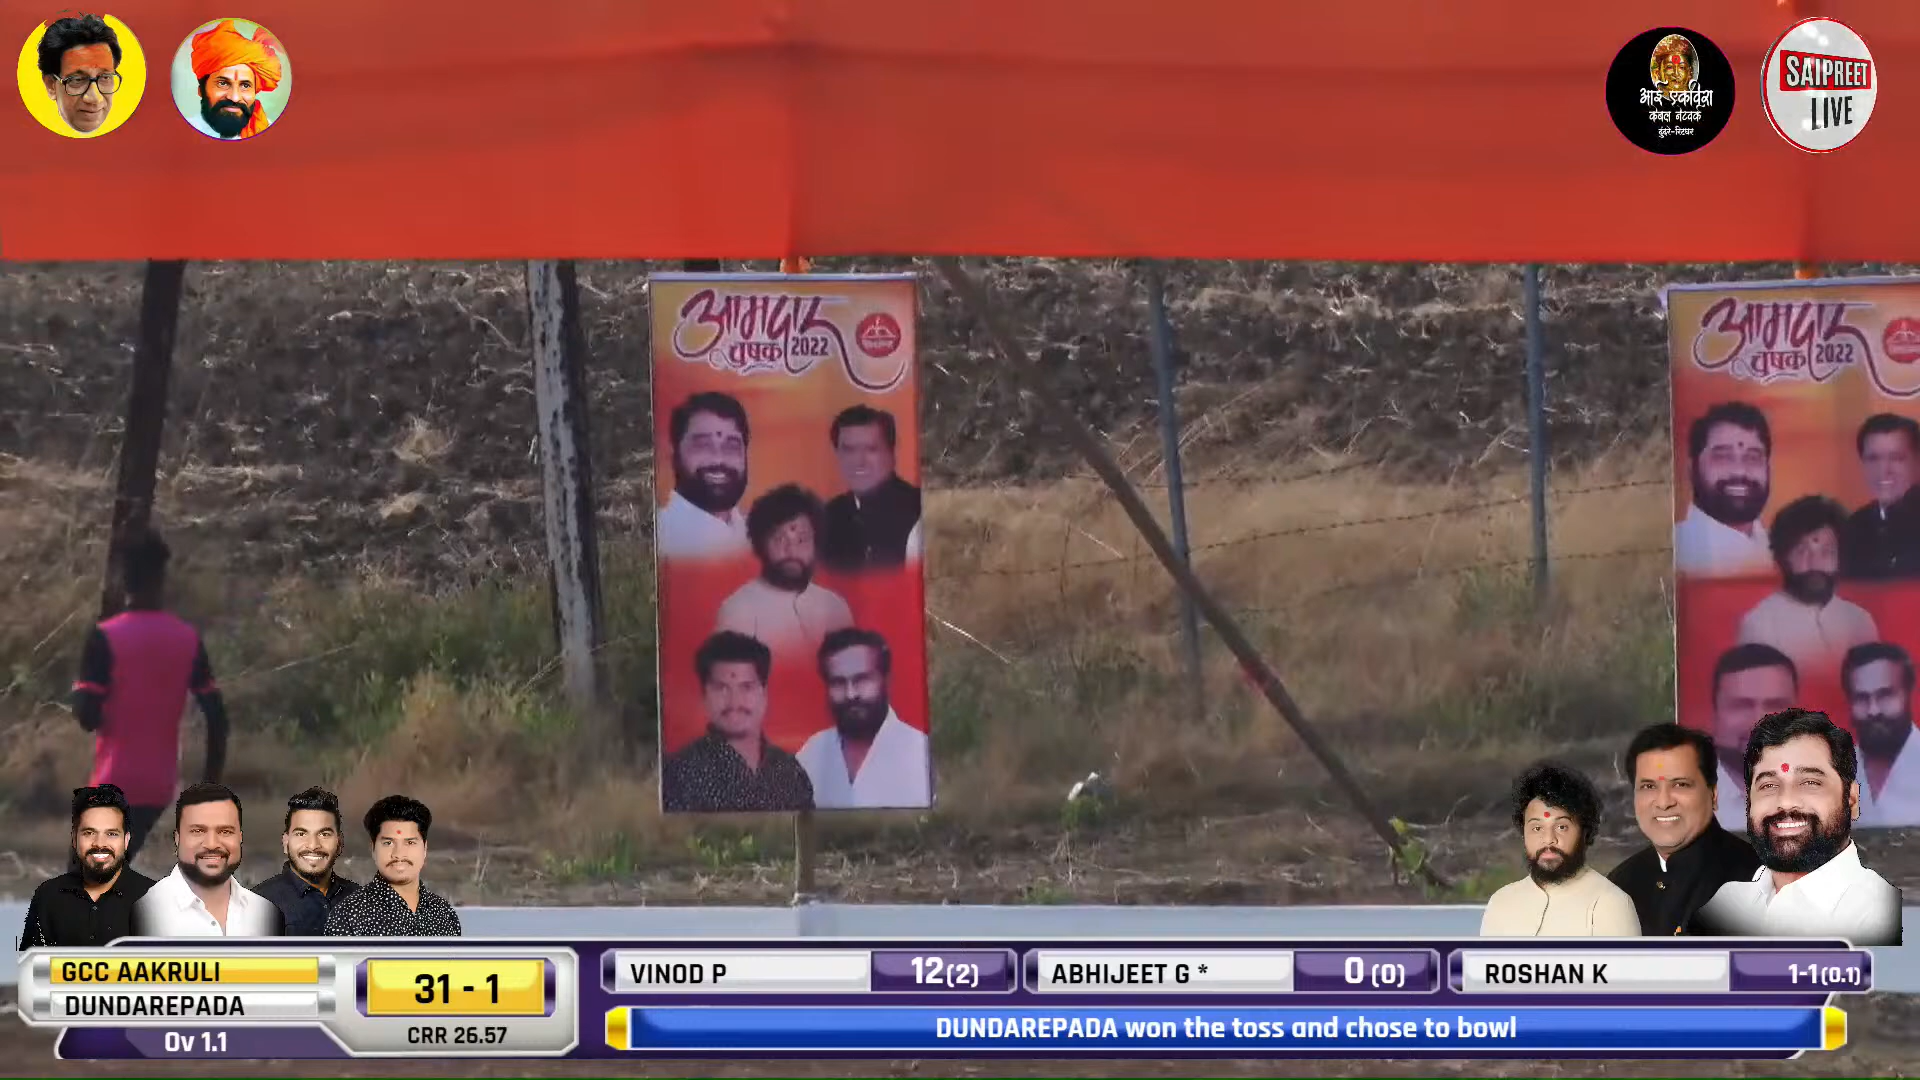 आई एकविरा
केबल नेटवर्क
SAIPREET
LIVE
आमदार
चषक 2022
आमदार
चषक 2022
GCC AAKRULI
DUNDAREPADA
Ov 1.1
31 - 1
CRR 26.57
VINOD P 12 (2)
ABHIJEET G * 0 (0)
ROSHAN K 1-1 (0.1)
DUNDAREPADA won the toss and chose to bowl